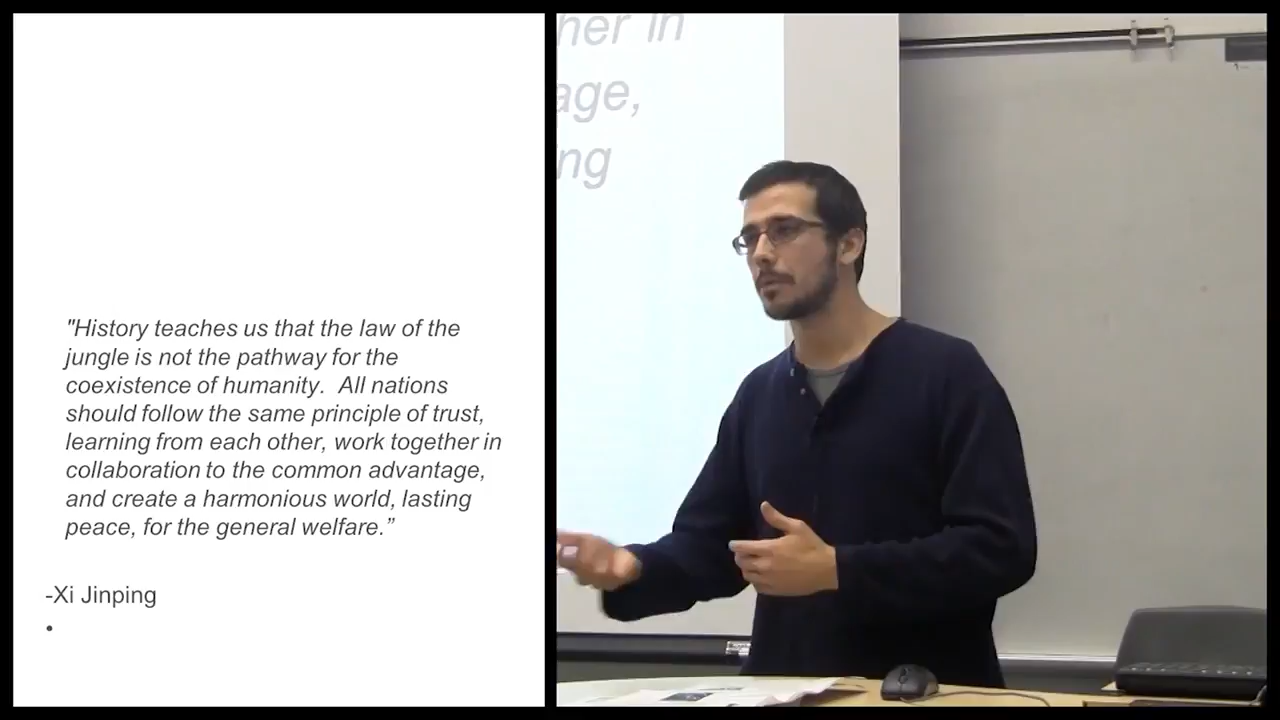 "History teaches us that the law of the
jungle is not the pathway for the
coexistence of humanity.  All nations
should follow the same principle of trust,
learning from each other, work together in
collaboration to the common advantage,
and create a harmonious world, lasting
peace, for the general welfare.”
-Xi Jinping
•
her in
age,
ng